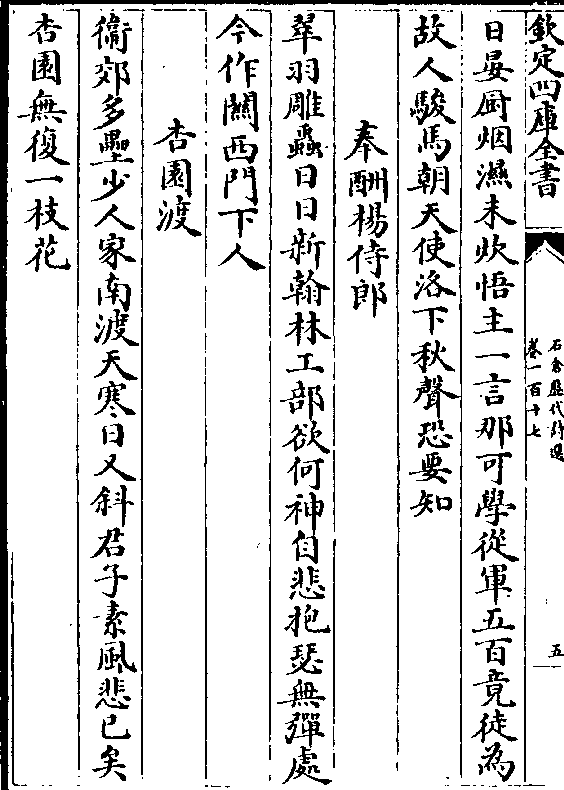 欽定四庫全書
石倉歷代詩選
卷一百十七
五
日晏厨烟濕未炊悟主一言那可學從軍五百竟徒為
故人駿馬朝天使洛下秋聲恐要知
奉酬楊侍郎
翠羽雕蟲日日新翰林工部欲何神自悲抱瑟無彈處
今作關西門下人
杏園渡
衛郊多壘少人家南渡天寒日又斜君子素風悲已矣
杏園無復一枝花